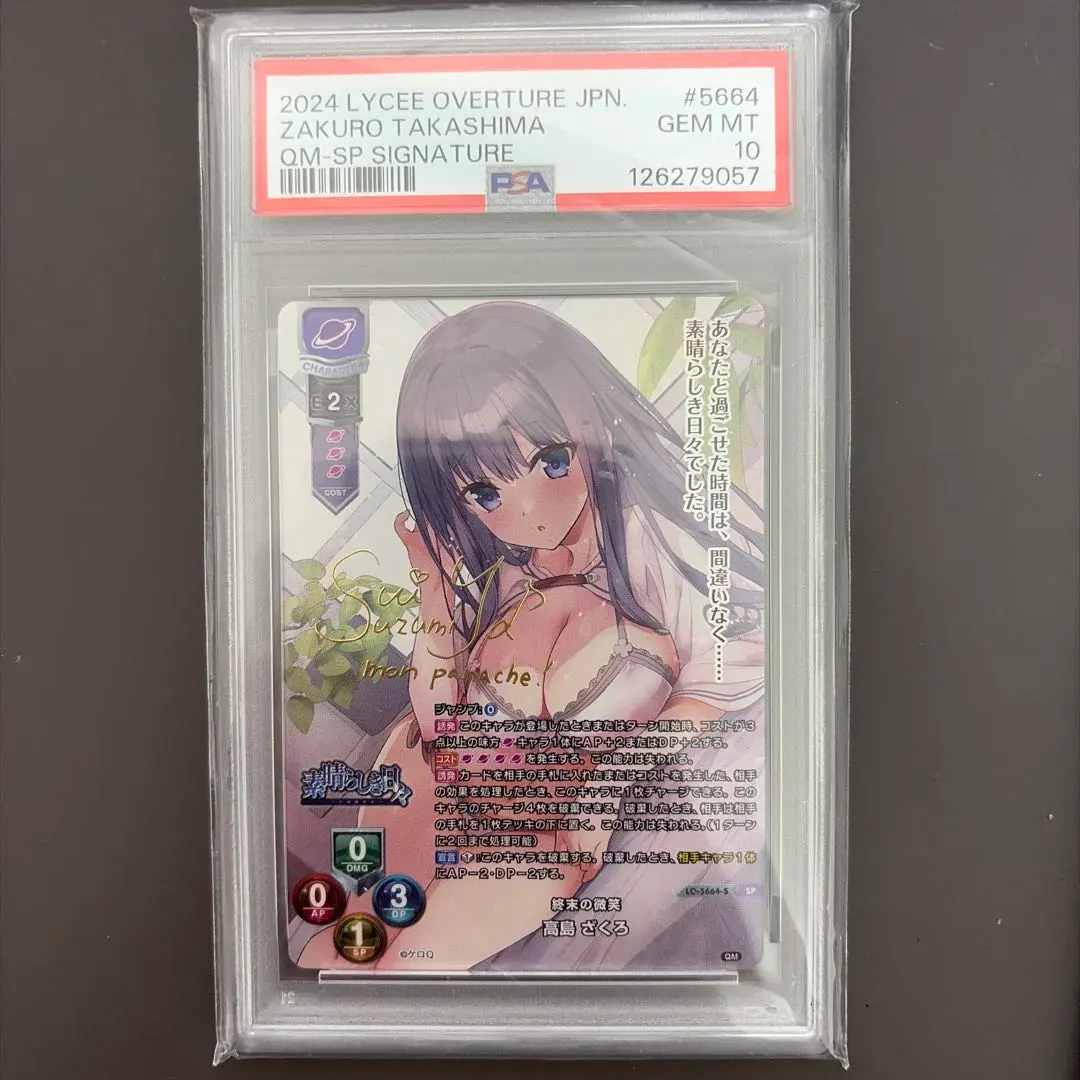 2024 LYCEE OVERTURE JPN.
#5664
ZAKURO TAKASHIMA
GEM MT
QM-SP SIGNATURE
10
PSA
126279057
CHARACTER
EX 2
COST
あなたと過ごせた時間は、間違いなく……
素晴らしき日々でした。
Sui
Suzumiya
mon panache!
ジャンプ:0
誘発 このキャラが登場したときまたはターン開始時、コストが3
点以上の味方キャラ1体にAP+2またはDP+2する。
コスト を発生する。この能力は失われる。
誘発 カードを相手の手札に入れたまたはコストを発生した、相手
の効果を処理したとき、このキャラに1枚チャージできる。この
キャラのチャージ4枚を破棄できる。破棄したとき、相手は相手
の手札を1枚デッキの下に置く。この能力は失われる。(1ターン
に2回まで処理可能)
宣言 :このキャラを破棄する。破棄したとき、相手キャラ1体
にAP-2・DP-2する。
素晴らしき日々
0
DMG
0
AP
3
DP
1
SP
LO-5664-S
SP
終末の微笑
高島 ざくろ
©ケロQ
QM